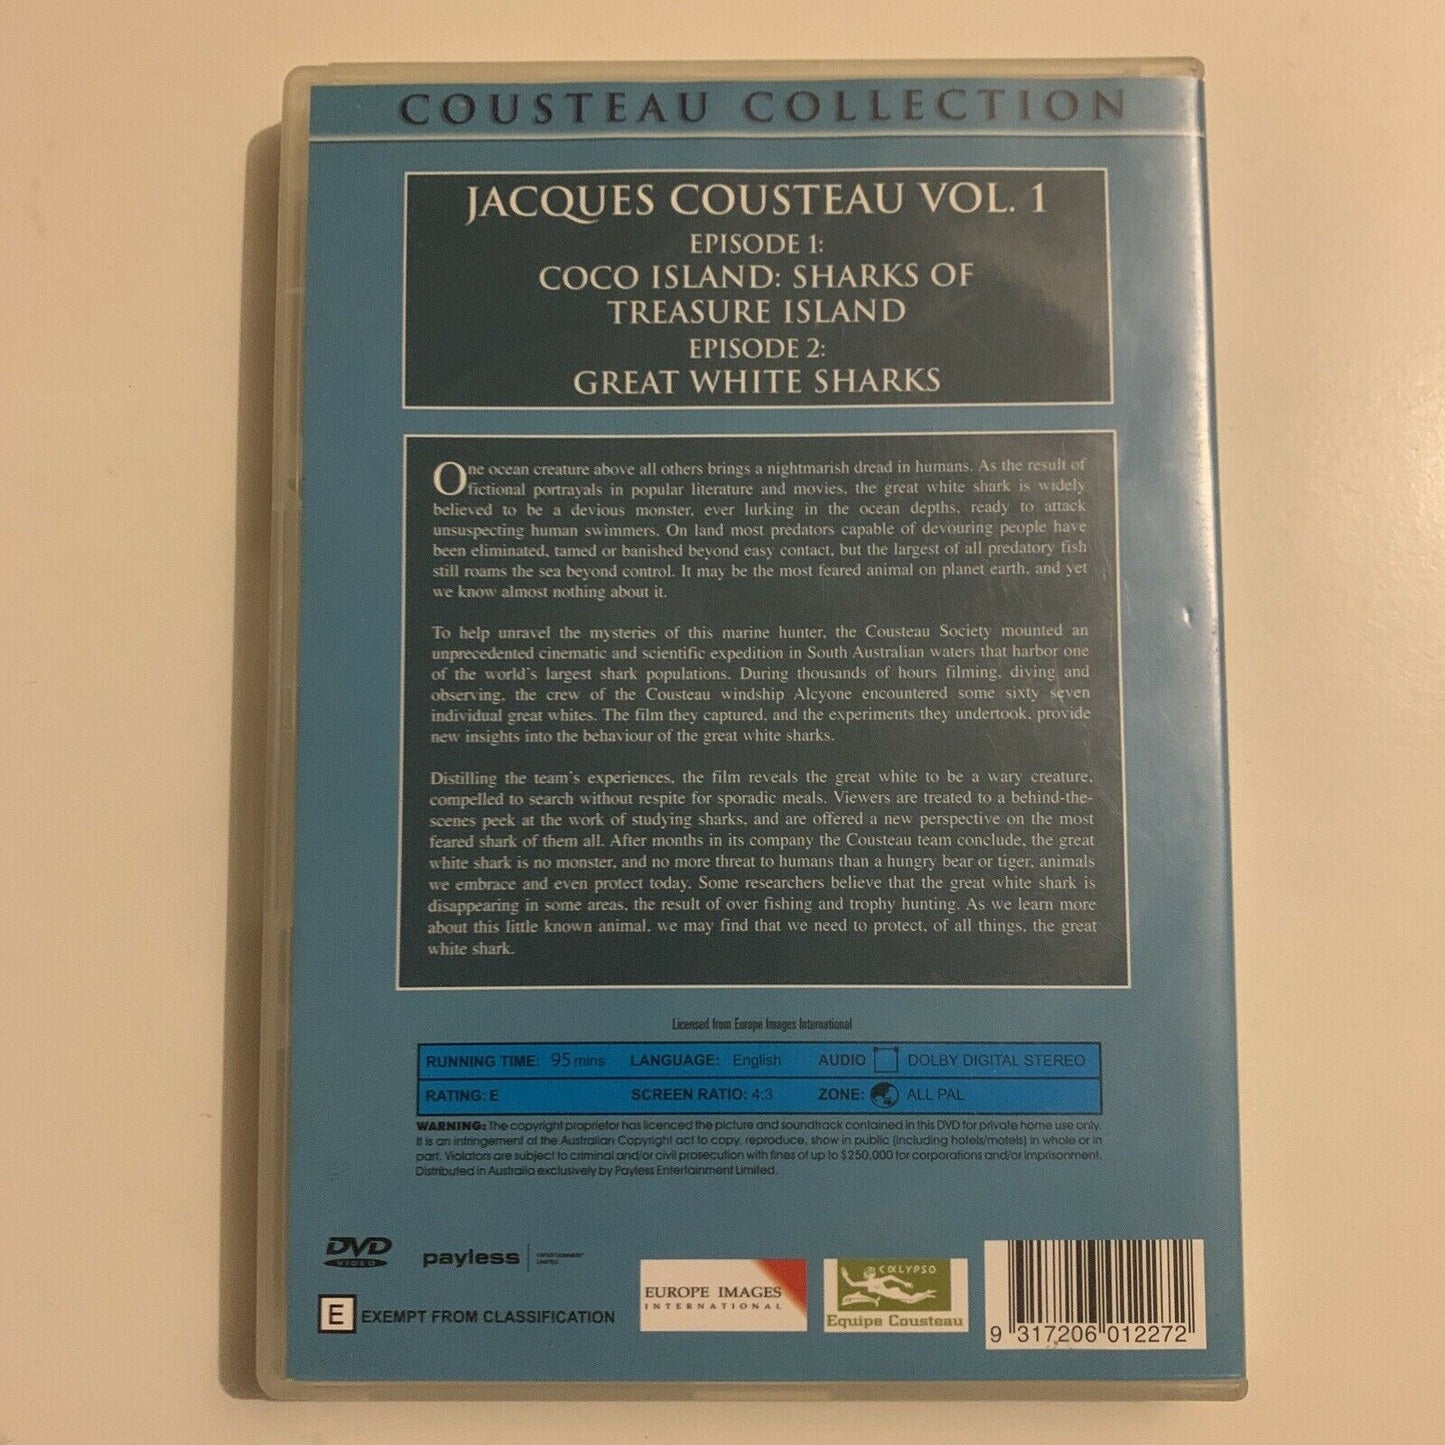 COUSTEAU COLLECTION
JACQUES COUSTEAU VOL. 1
EPISODE 1:
COCO ISLAND: SHARKS OF
TREASURE ISLAND
EPISODE 2:
GREAT WHITE SHARKS
One ocean creature above all others brings a nightmarish dread in humans. As the result of
fictional portrayals in popular literature and movies, the great white shark is widely
believed to be a devious monster, ever lurking in the ocean depths, ready to attack
unsuspecting human swimmers. On land most predators capable of devouring people have
been eliminated, tamed or banished beyond easy contact, but the largest of all predatory fish
still roams the sea beyond control. It may be the most feared animal on planet earth, and yet
we know almost nothing about it.
To help unravel the mysteries of this marine hunter, the Cousteau Society mounted an
unprecedented cinematic and scientific expedition in South Australian waters that harbor one
of the world's largest shark populations. During thousands of hours filming, diving and
observing, the crew of the Cousteau windship Alcyone encountered some sixty seven
individual great whites. The film they captured, and the experiments they undertook, provide
new insights into the behaviour of the great white sharks.
Distilling the team's experiences, the film reveals the great white to be a wary creature,
compelled to search without respite for sporadic meals. Viewers are treated to a behind-the-
scenes peek at the work of studying sharks, and are offered a new perspective on the most
feared shark of them all. After months in its company the Cousteau team conclude, the great
white shark is no monster, and no more threat to humans than a hungry bear or tiger, animals
we embrace and even protect today. Some researchers believe that the great white shark is
disappearing in some areas, the result of over fishing and trophy hunting. As we learn more
about this little known animal, we may find that we need to protect, of all things, the great
white shark.
Licensed from Europe Images International
RUNNING TIME: 95 mins LANGUAGE: English AUDIO DOLBY DIGITAL STEREO
RATING: E SCREEN RATIO: 4:3 ZONE: ALL PAL
WARNING: The copyright proprietor has licenced the picture and soundtrack contained in this DVD for private home use only.
It is an infringement of the Australian Copyright act to copy, reproduce, show in public (including hotels/motels) in whole or in
part. Violators are subject to criminal and/or civil prosecution with fines of up to $250,000 for corporations and/or imprisonment.
Distributed in Australia exclusively by Payless Entertainment Limited.
DVD
VIDEO
payless
ENTERTAINMENT
LIMITED
E EXEMPT FROM CLASSIFICATION
EUROPE IMAGES
INTERNATIONAL
CALYPSO
Equipe Cousteau
9 317206 012272